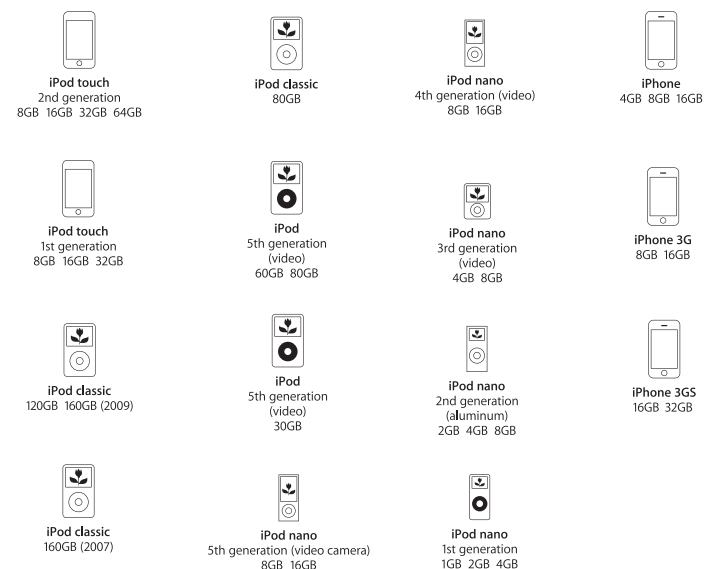 iPod touch
2nd generation
8GB 16GB 32GB 64GB
iPod classic
80GB
iPod nano
4th generation (video)
8GB 16GB
iPhone
4GB 8GB 16GB
iPod touch
1st generation
8GB 16GB 32GB
iPod
5th generation
(video)
60GB 80GB
iPod nano
3rd generation
(video)
4GB 8GB
iPhone 3G
8GB 16GB
iPod classic
120GB 160GB (2009)
iPod
5th generation
(video)
30GB
iPod nano
2nd generation
(aluminum)
2GB 4GB 8GB
iPhone 3GS
16GB 32GB
iPod classic
160GB (2007)
iPod nano
5th generation (video camera)
8GB 16GB
iPod nano
1st generation
1GB 2GB 4GB